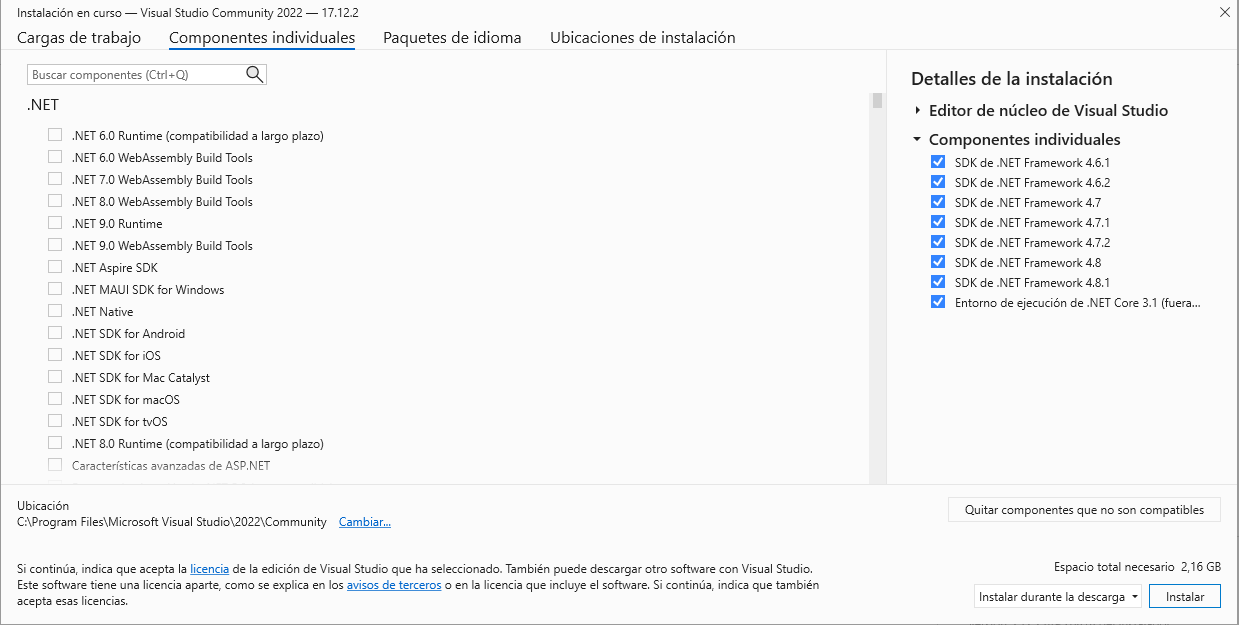 Instalación en curso — Visual Studio Community 2022 — 17.12.2
Cargas de trabajo
Componentes individuales
Paquetes de idioma
Ubicaciones de instalación
Buscar componentes (Ctrl+Q)
.NET
.NET 6.0 Runtime (compatibilidad a largo plazo)
.NET 6.0 WebAssembly Build Tools
.NET 7.0 WebAssembly Build Tools
.NET 8.0 WebAssembly Build Tools
.NET 9.0 Runtime
.NET 9.0 WebAssembly Build Tools
.NET Aspire SDK
.NET MAUI SDK for Windows
.NET Native
.NET SDK for Android
.NET SDK for iOS
.NET SDK for Mac Catalyst
.NET SDK for macOS
.NET SDK for tvOS
.NET 8.0 Runtime (compatibilidad a largo plazo)
Características avanzadas de ASP.NET
Detalles de la instalación
Editor de núcleo de Visual Studio
Componentes individuales
SDK de .NET Framework 4.6.1
SDK de .NET Framework 4.6.2
SDK de .NET Framework 4.7
SDK de .NET Framework 4.7.1
SDK de .NET Framework 4.7.2
SDK de .NET Framework 4.8
SDK de .NET Framework 4.8.1
Entorno de ejecución de .NET Core 3.1 (fuera...
Ubicación
C:\Program Files\Microsoft Visual Studio\2022\Community Cambiar...
Quitar componentes que no son compatibles
Si continúa, indica que acepta la licencia de la edición de Visual Studio que ha seleccionado. También puede descargar otro software con Visual Studio.
Este software tiene una licencia aparte, como se explica en los avisos de terceros o en la licencia que incluye el software. Si continúa, indica que también
acepta esas licencias.
Espacio total necesario 2,16 GB
Instalar durante la descarga
Instalar